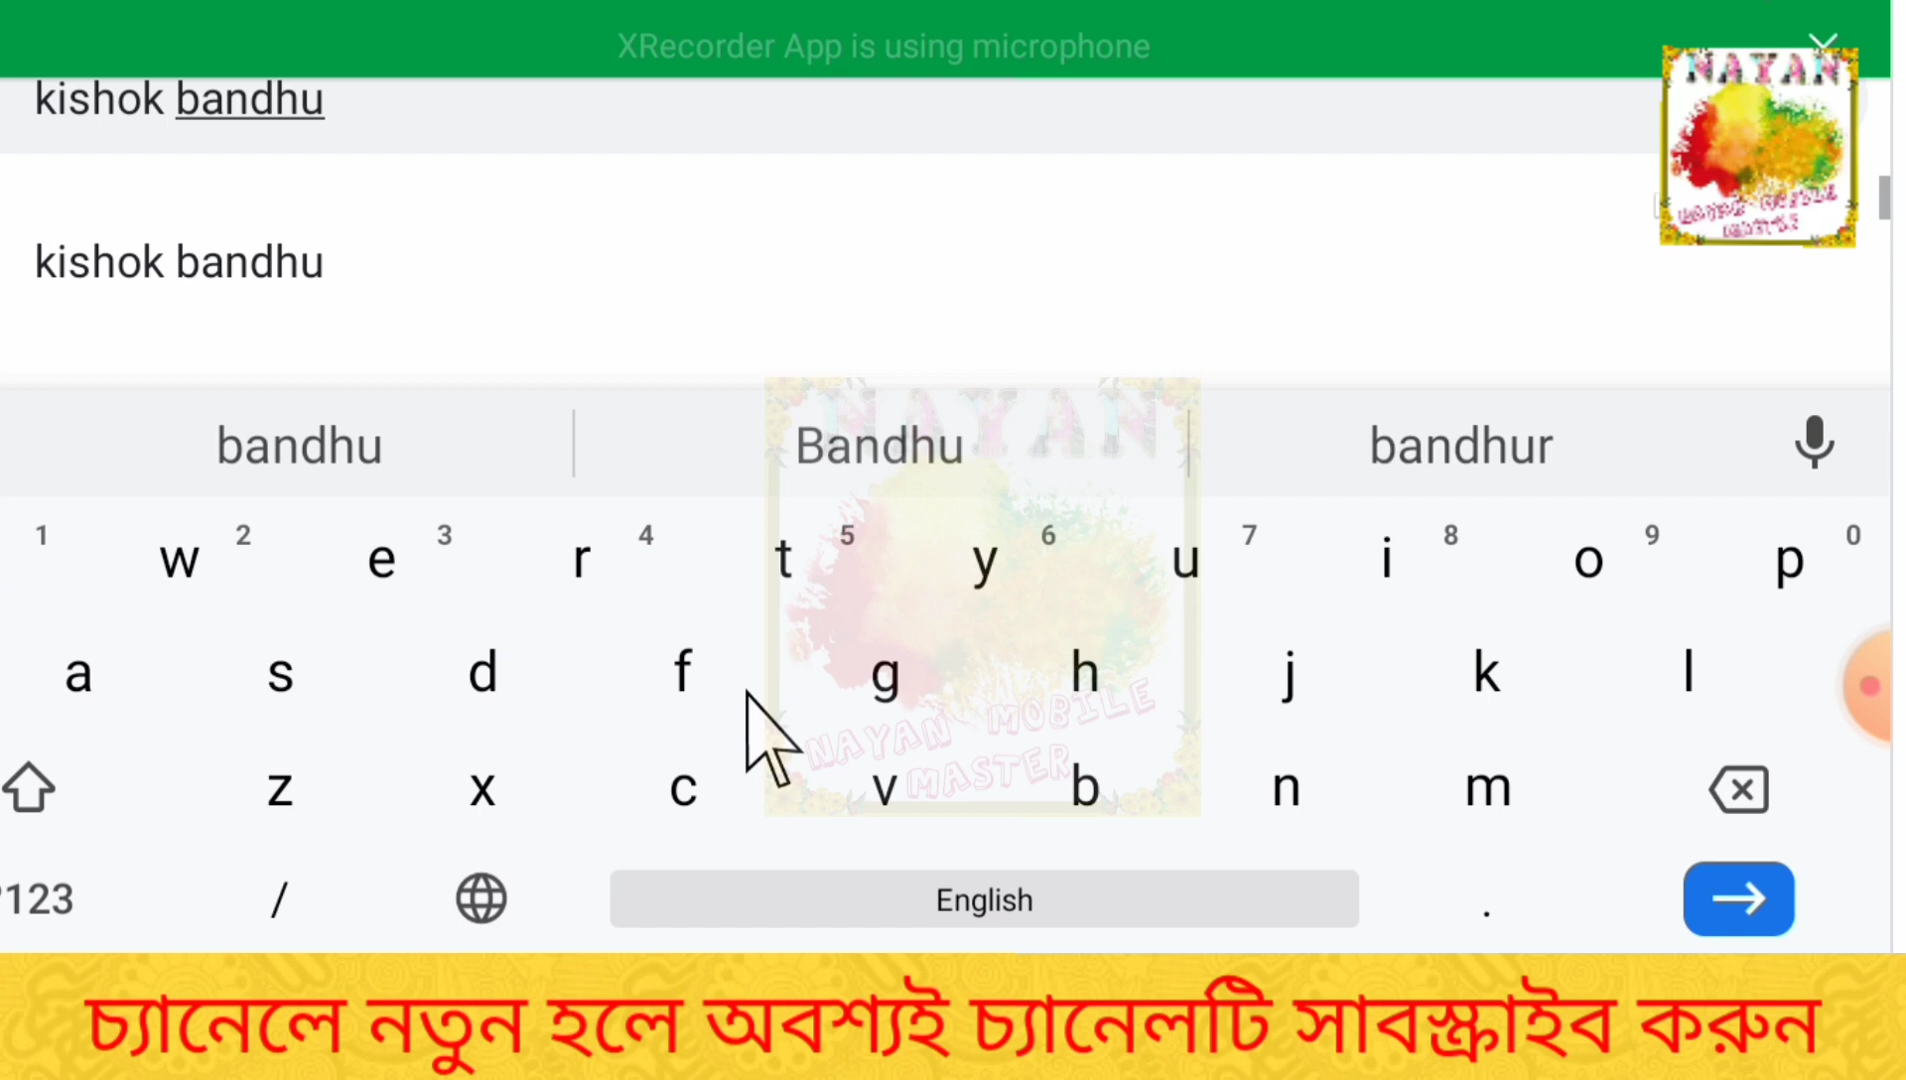 XRecorder App is using microphone
kishok bandhu
NAYAN
kishok bandhu
bandhu Bandhu bandhur
NAYAN
1 2 3 4 5 6 7 8 9 0
w e r t y u i o p
a s d f g h j k l
NAYAN MOBILE
MASTER
z x c v b n m
?123 / English .
চ্যানেলে নতুন হলে অবশ্যই চ্যানেলটি সাবস্ক্রাইব করুন